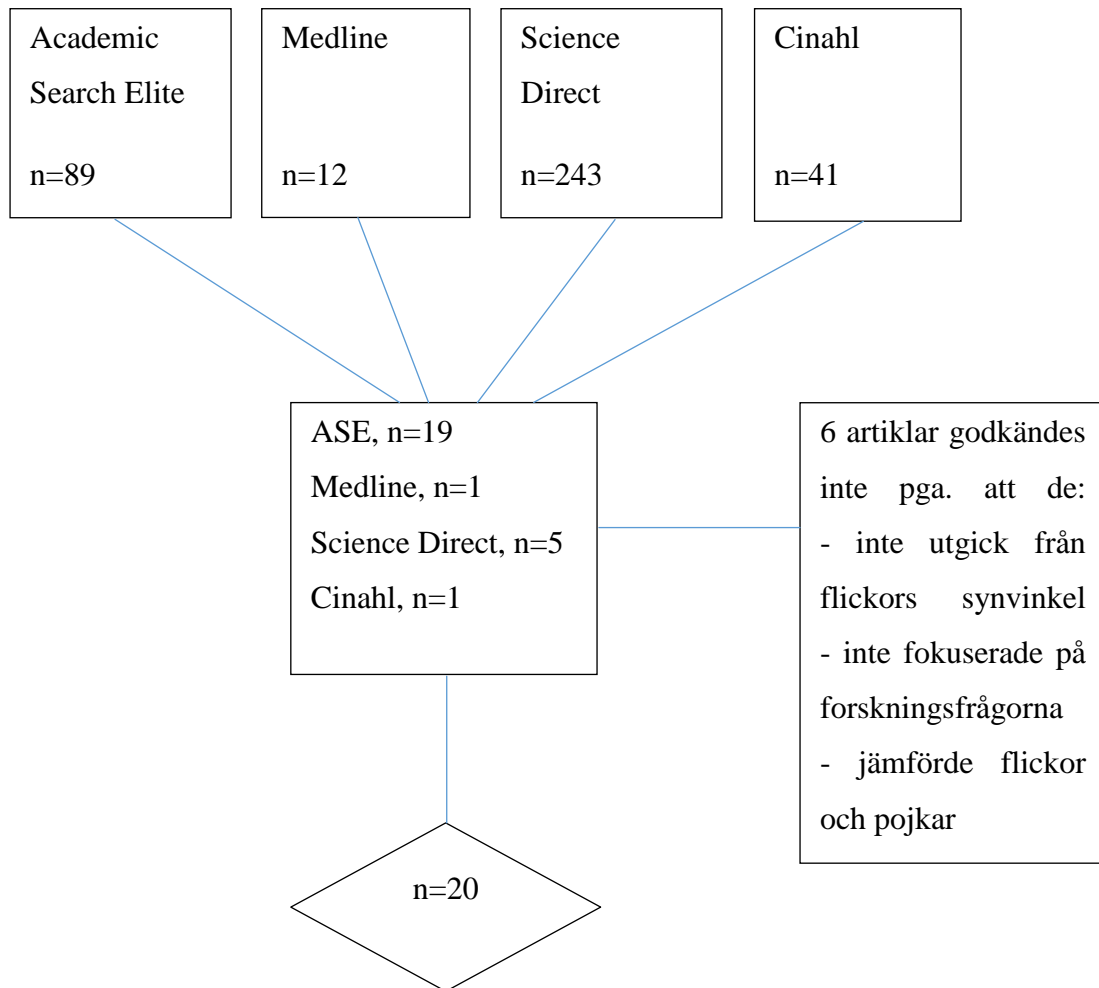 Academic
Search Elite
n=89
Medline
n=12
Science
Direct
n=243
Cinahl
n=41
ASE, n=19
Medline, n=1
Science Direct, n=5
Cinahl, n=1
6 artiklar godkändes
inte pga. att de:
- inte utgick från
flickors synvinkel
- inte fokuserade på
forskningsfrågorna
- jämförde flickor
och pojkar
n=20